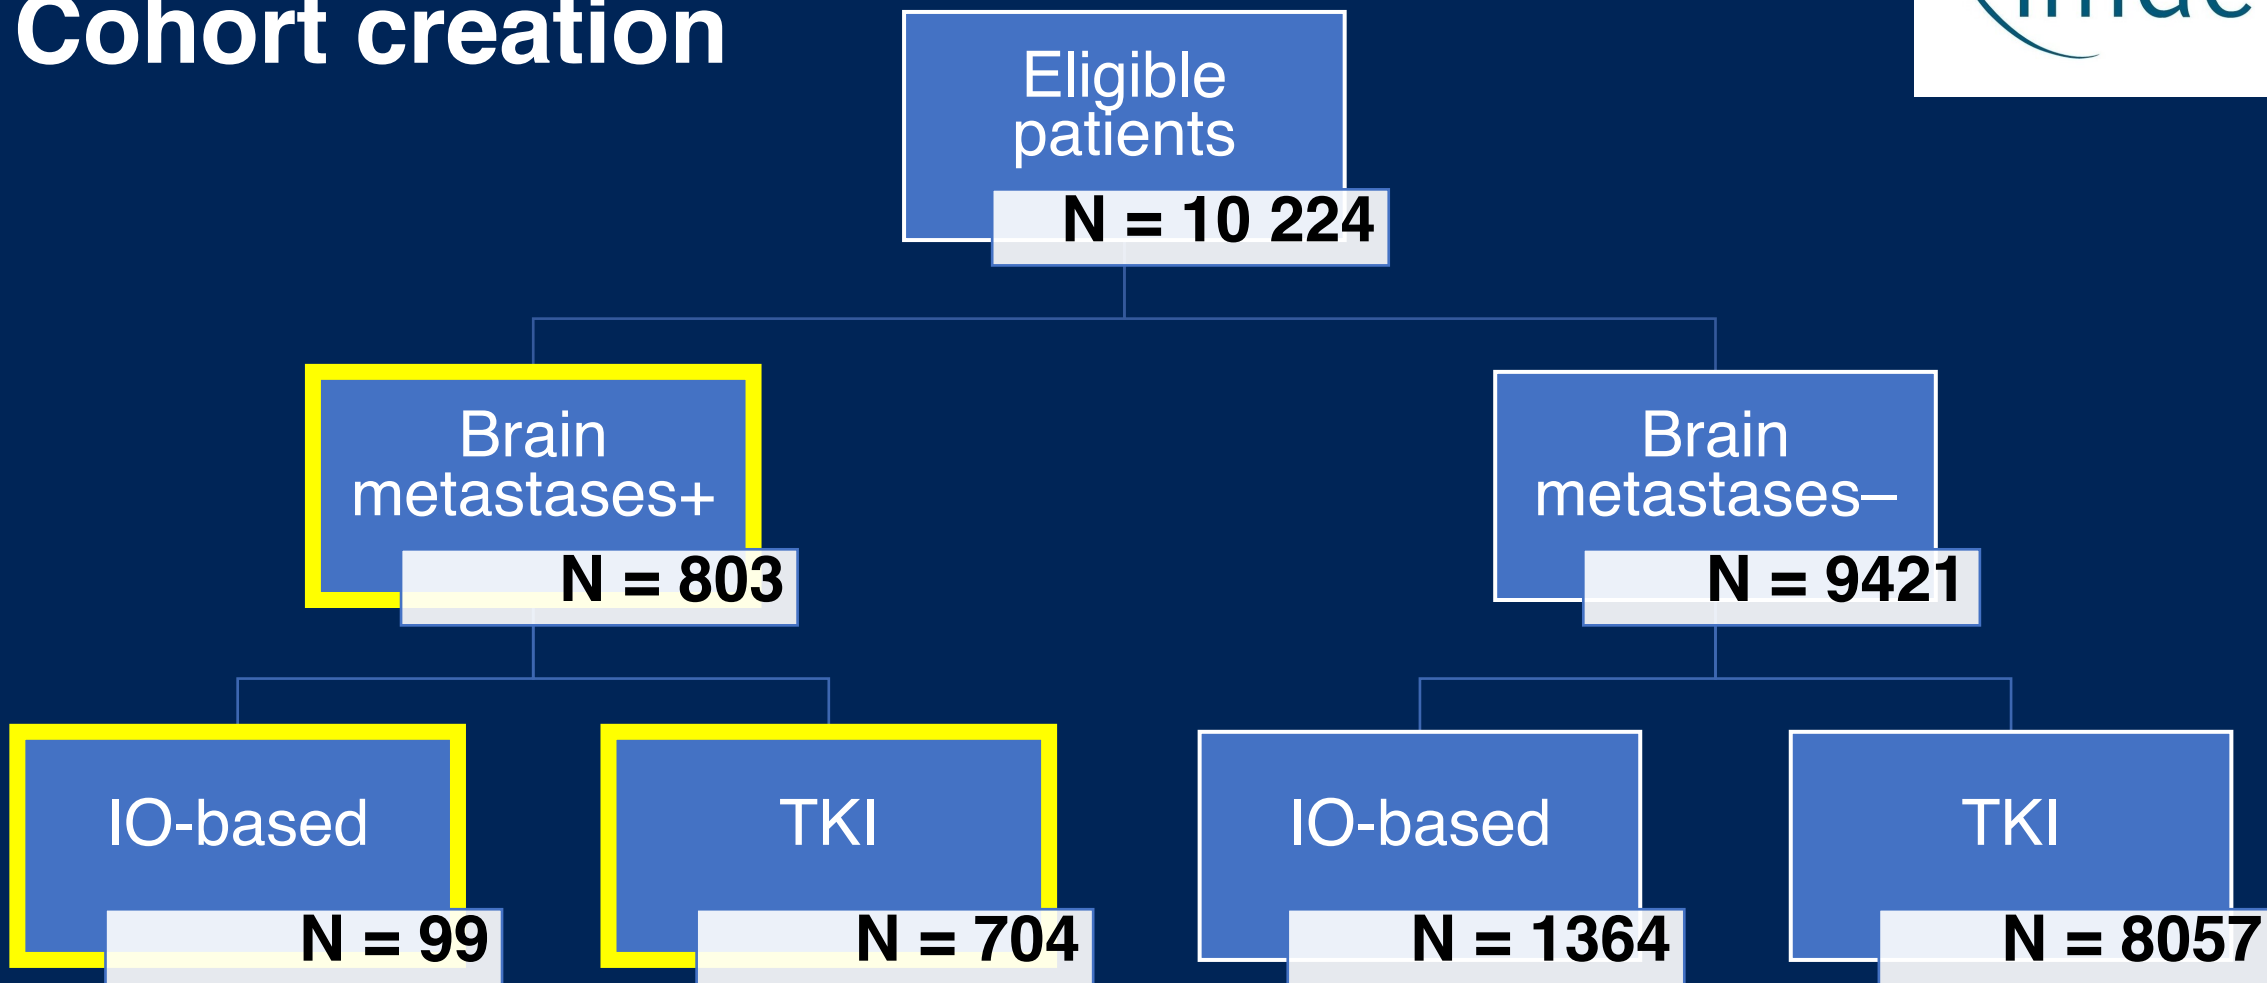 Cohort creation
Eligible
patients
N = 10 224
Brain
metastases+
N = 803
Brain
metastases–
N = 9421
IO-based
N = 99
TKI
N = 704
IO-based
N = 1364
TKI
N = 8057